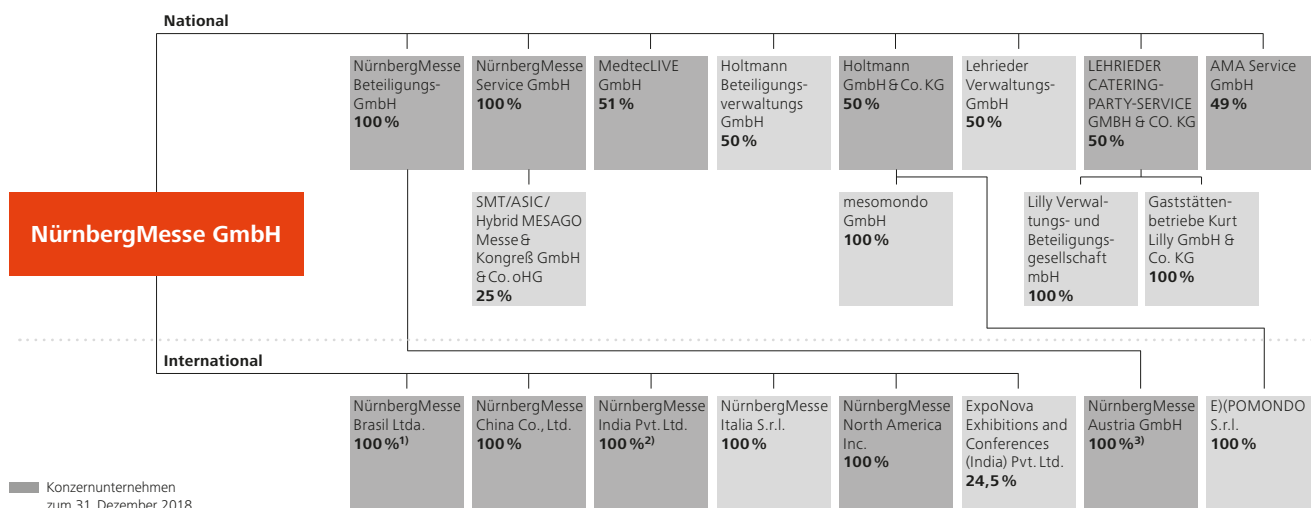 National
NürnbergMesse
Beteiligungs-
GmbH
100 %
NürnbergMesse
Service GmbH
100 %
MedtecLIVE
GmbH
51 %
Holtmann
Beteiligungs-
verwaltungs
GmbH
50 %
Holtmann
GmbH & Co. KG
50 %
Lehrieder
Verwaltungs-
GmbH
50 %
LEHRIEDER
CATERING-
PARTY-SERVICE
GMBH & CO. KG
50 %
AMA Service
GmbH
49 %
NürnbergMesse GmbH
SMT/ASIC/
Hybrid MESAGO
Messe &
Kongreß GmbH
& Co. oHG
25 %
mesomondo
GmbH
100 %
Lilly Verwal-
tungs- und
Beteiligungs-
gesellschaft
mbH
100 %
Gaststätten-
betriebe Kurt
Lilly GmbH &
Co. KG
100 %
International
NürnbergMesse
Brasil Ltda.
100 %1)
NürnbergMesse
China Co., Ltd.
100 %
NürnbergMesse
India Pvt. Ltd.
100 %2)
NürnbergMesse
Italia S.r.l.
100 %
NürnbergMesse
North America
Inc.
100 %
ExpoNova
Exhibitions and
Conferences
(India) Pvt. Ltd.
24,5 %
NürnbergMesse
Austria GmbH
100 %3)
E)(POMONDO
S.r.l.
100 %
Konzernunternehmen
zum 31. Dezember 2018